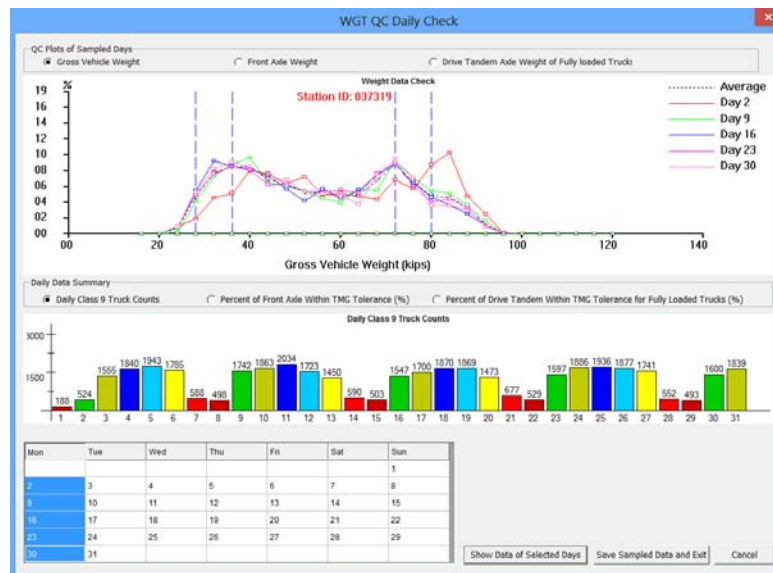 WGT QC Daily Check
QC Plots of Sampled Days
Gross Vehicle Weight Front Axle Weight Drive Tandem Axle Weight of Fully loaded Trucks
Weight Data Check
%
19
18
16
14
12
10
08
06
04
02
00
Station ID: 037319
Average
Day 2
Day 9
Day 16
Day 23
Day 30
00 20 40 60 80 100 120 140
Gross Vehicle Weight (kips)
Daily Data Summary
Daily Class 9 Truck Counts Percent of Front Axle Within TMG Tolerance (%) Percent of Drive Tandem Within TMG Tolerance for Fully Loaded Trucks (%)
Daily Class 9 Truck Counts
3000
1500
188 524 1555 1840 1943 1785 588 498 1742 1863 2034 1723 1450 590 503 1547 1700 1870 1869 1473 677 529 1597 1886 1936 1877 1741 552 493 1600 1839
1 2 3 4 5 6 7 8 9 10 11 12 13 14 15 16 17 18 19 20 21 22 23 24 25 26 27 28 29 30 31
Mon Tue Wed Thu Fri Sat Sun
1
2 3 4 5 6 7 8
9 10 11 12 13 14 15
16 17 18 19 20 21 22
23 24 25 26 27 28 29
30 31
Show Data of Selected Days Save Sampled Data and Exit Cancel